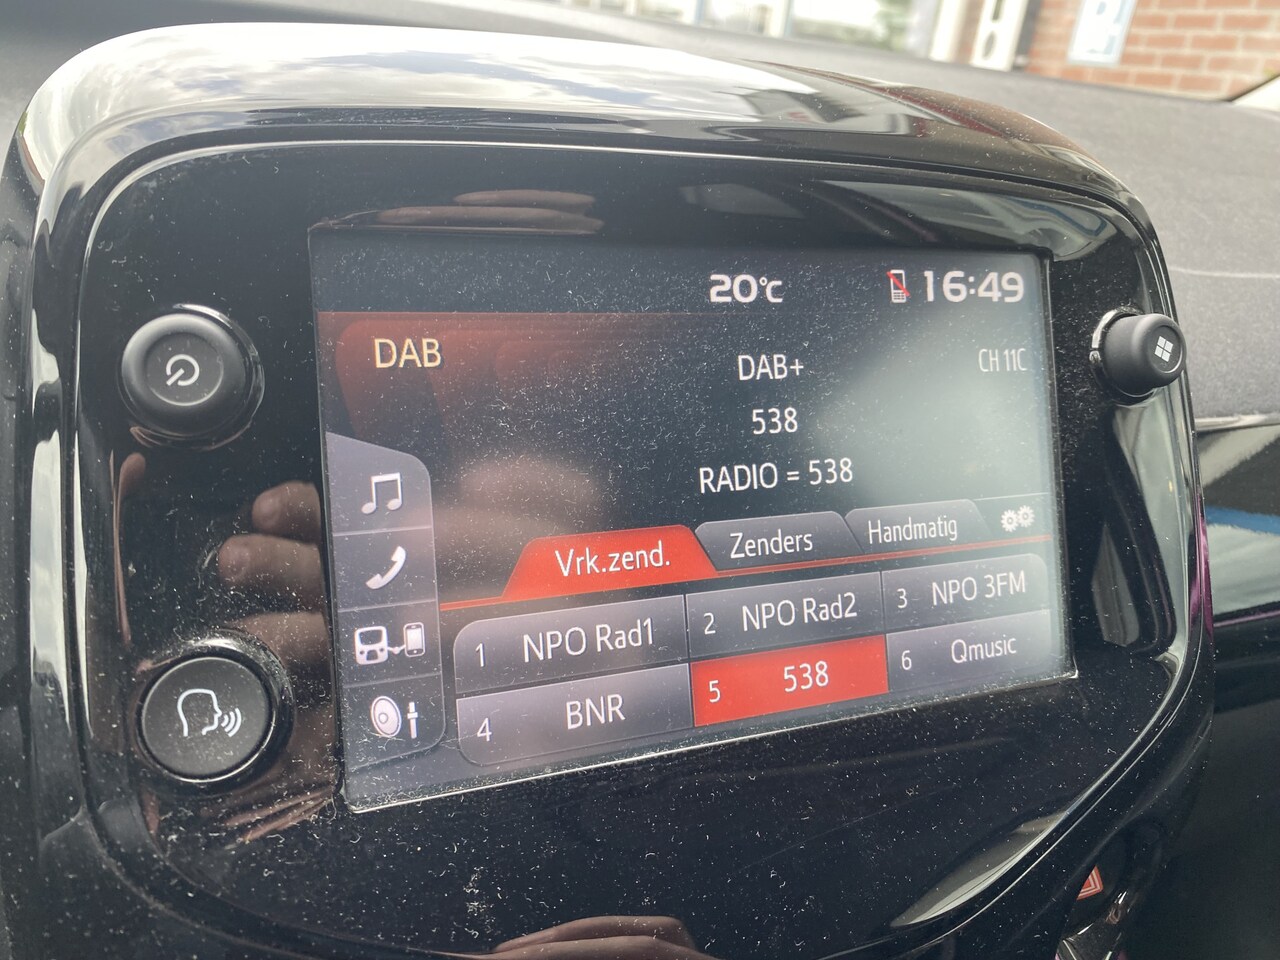 20°C 16:49
DAB DAB+ CH 11C
538
RADIO = 538
Vrk.zend. Zenders Handmatig
1 NPO Rad1 2 NPO Rad2 3 NPO 3FM
4 BNR 5 538 6 Qmusic